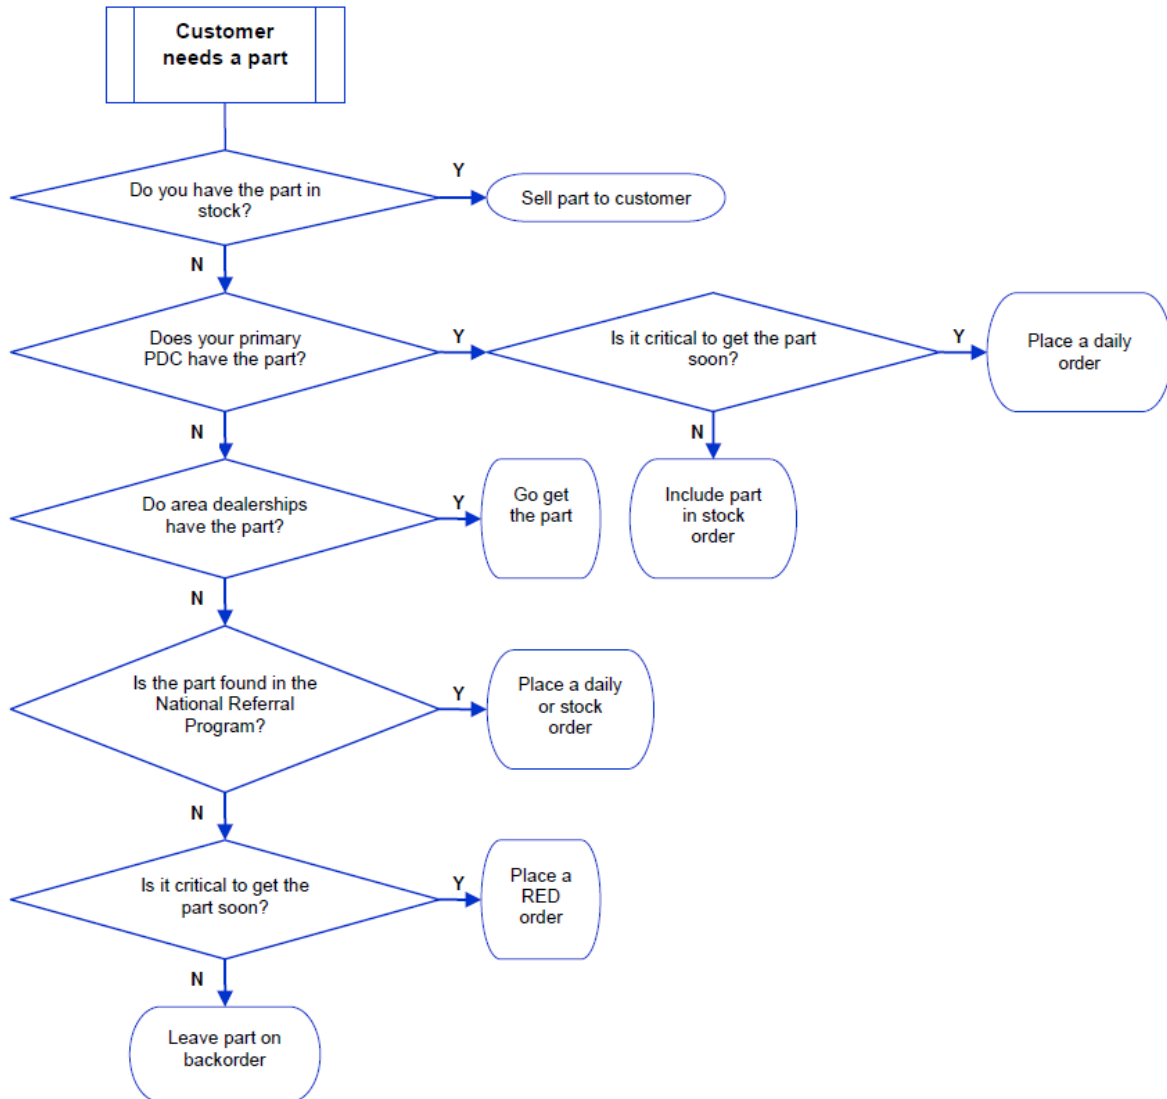 Customer
needs a part
Do you have the part in
stock?
Y
Sell part to customer
N
Does your primary
PDC have the part?
Y
Is it critical to get the part
soon?
Y
Place a daily
order
N
N
Do area dealerships
have the part?
Y
Go get
the part
Include part
in stock
order
N
Is the part found in the
National Referral
Program?
Y
Place a daily
or stock
order
N
Is it critical to get the
part soon?
Y
Place a
RED
order
N
Leave part on
backorder